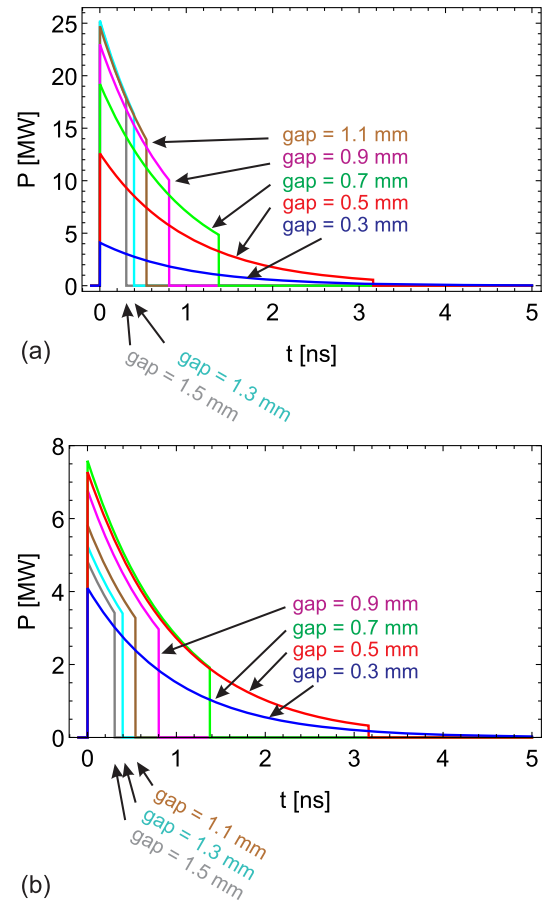 25
20
15
10
5
0
P [MW]
gap = 1.1 mm
gap = 0.9 mm
gap = 0.7 mm
gap = 0.5 mm
gap = 0.3 mm
0 1 2 3 4 5
t [ns]
(a)
gap = 1.3 mm
gap = 1.5 mm
8
6
4
2
0
P [MW]
gap = 0.9 mm
gap = 0.7 mm
gap = 0.5 mm
gap = 0.3 mm
0 1 2 3 4 5
t [ns]
gap = 1.1 mm
gap = 1.3 mm
gap = 1.5 mm
(b)